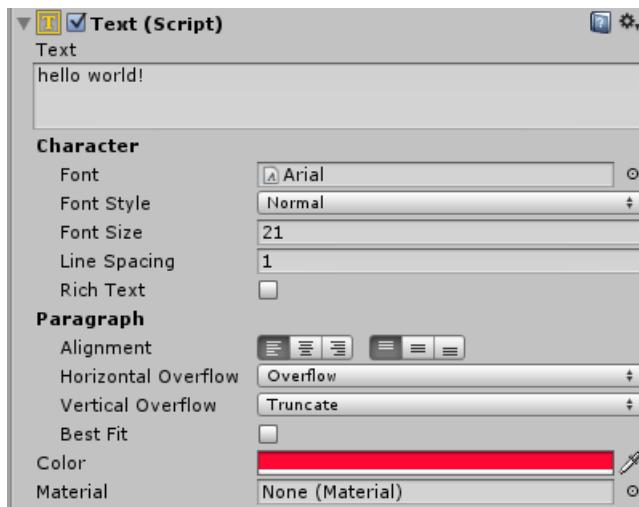 Text (Script)
Text
hello world!
Character
Font Arial
Font Style Normal
Font Size 21
Line Spacing 1
Rich Text
Paragraph
Alignment
Horizontal Overflow Overflow
Vertical Overflow Truncate
Best Fit
Color
Material None (Material)